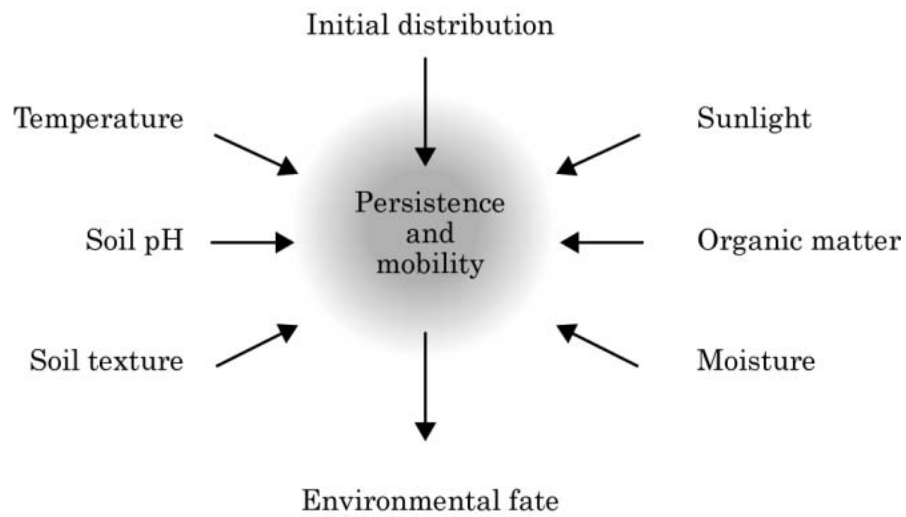 Initial distribution
Temperature
Sunlight
Persistence
and
mobility
Soil pH
Organic matter
Soil texture
Moisture
Environmental fate